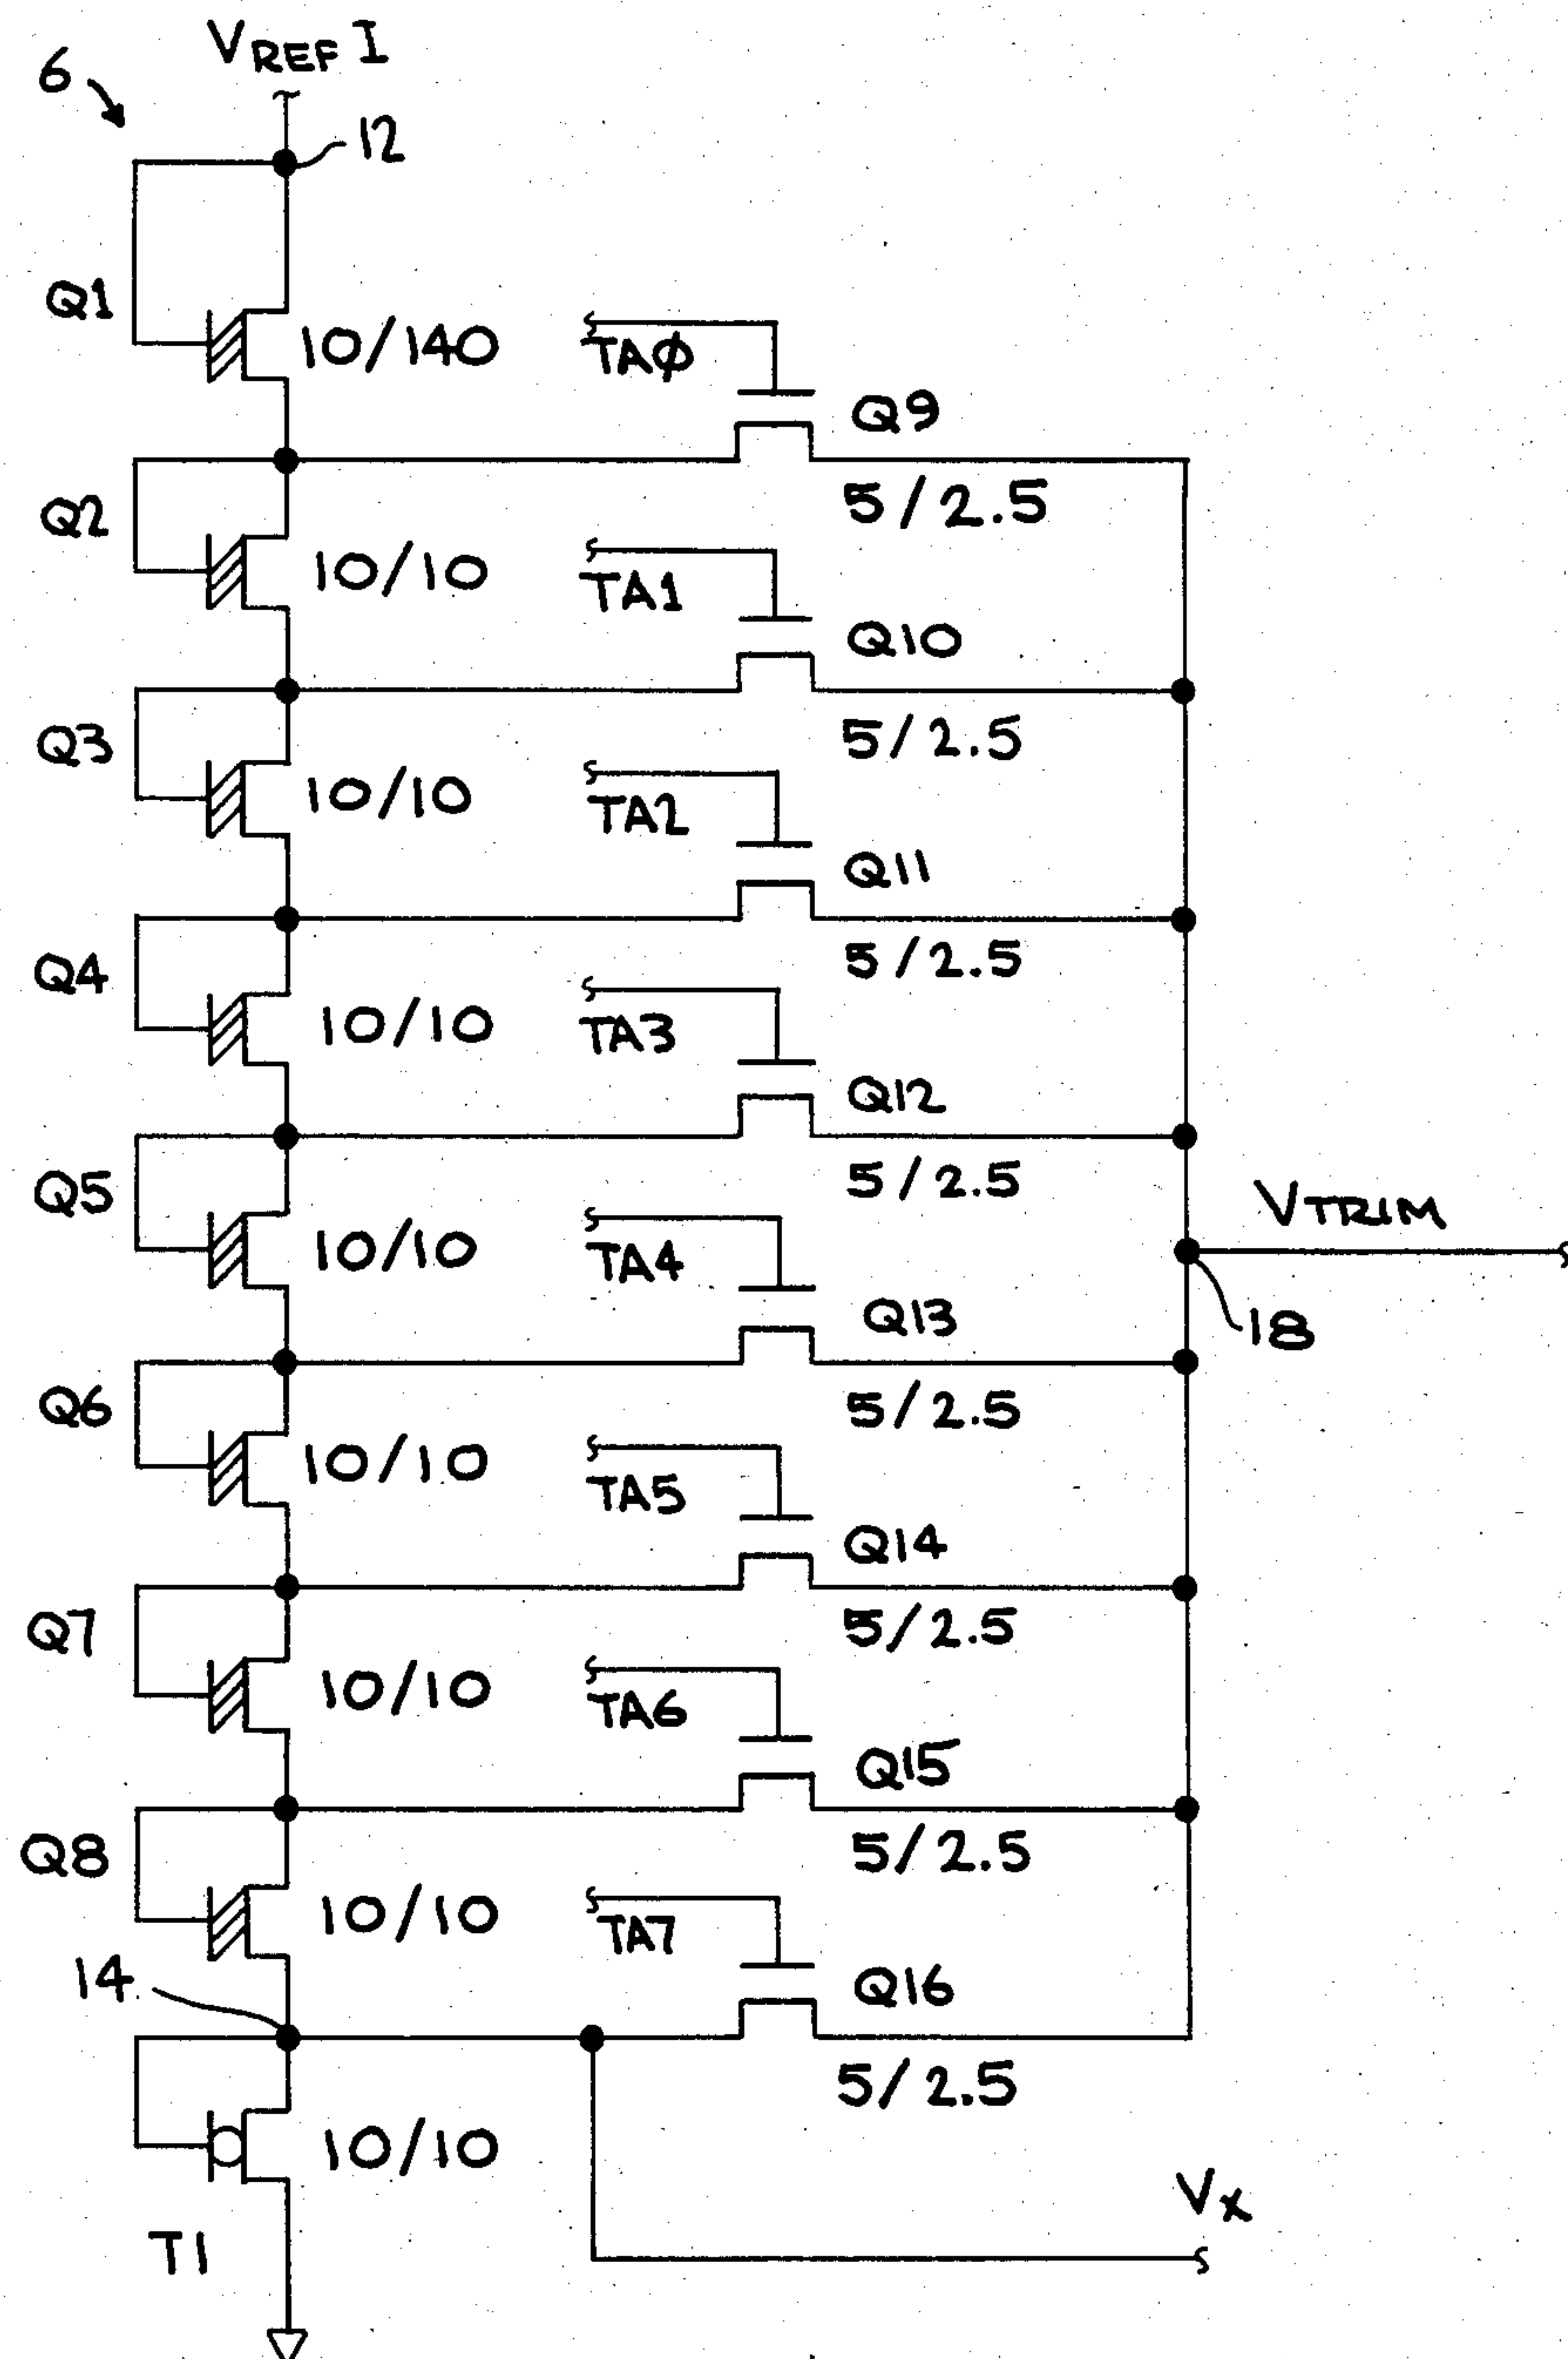 VREF I
6
12
Q1
10/140
TAϕ
Q9
5/2.5
Q2
10/10
TA1
Q10
5/2.5
Q3
10/10
TA2
Q11
5/2.5
Q4
10/10
TA3
Q12
5/2.5
Q5
10/10
TA4
VTRIM
Q13
18
5/2.5
Q6
10/10
TA5
Q14
5/2.5
Q7
10/10
TA6
Q15
5/2.5
Q8
10/10
TA7
14
Q16
5/2.5
10/10
Vx
T1